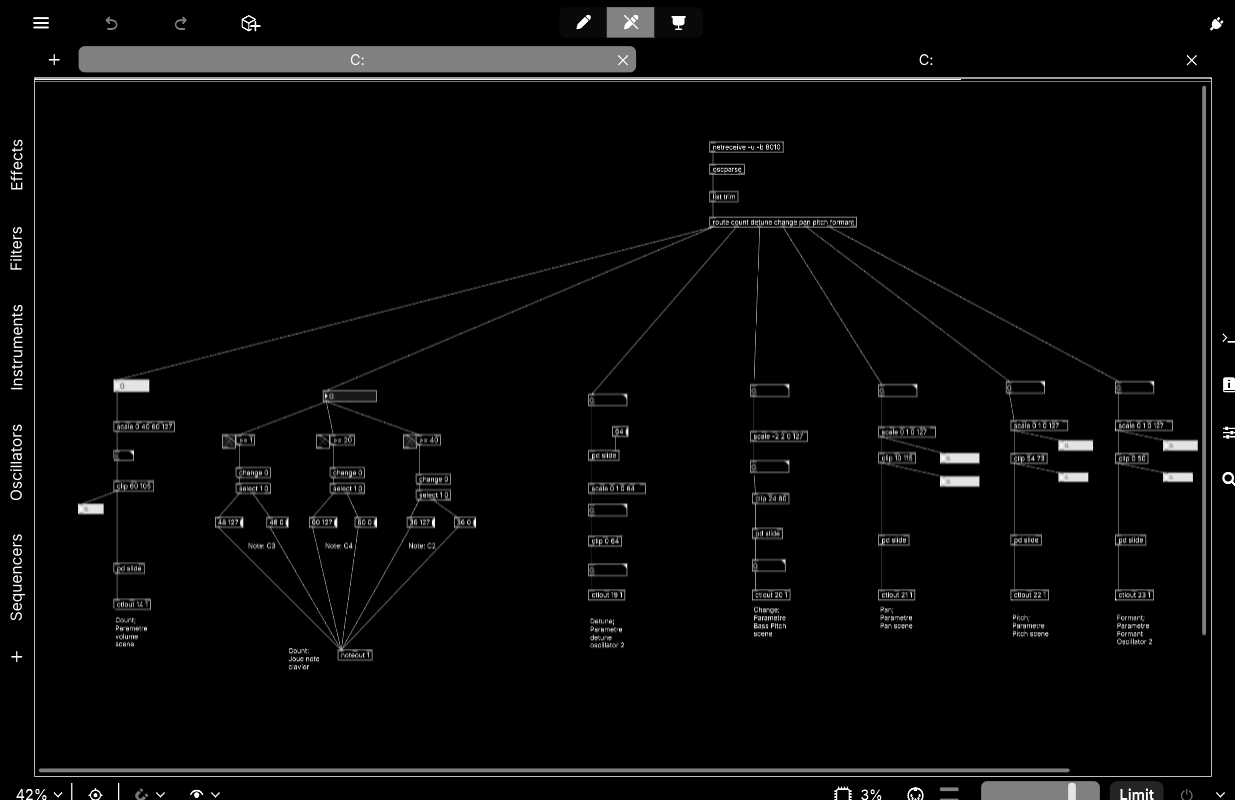 C:
C:
Effects
Filters
Instruments
Oscillators
Sequencers
netreceive -u -b 8010
oscparse
list trim
route count detune change pan pitch formant
0
scale 0 40 60 127
clip 60 105
0
pd slide
ctlout 14 1
Count;
Parametre
volume
scene
0
>= 1
>= 20
>= 40
change 0
change 0
change 0
select 1 0
select 1 0
select 1 0
48 127
48 0
60 127
60 0
36 127
36 0
Note: C3
Note: C4
Note: C2
Count;
Joue note
clavier
noteout 1
0
64
pd slide
scale 0 1 0 64
0
clip 0 64
0
ctlout 19 1
Detune;
Parametre
detune
oscillator 2
0
scale -2 2 0 127
0
clip 24 80
pd slide
0
ctlout 20 1
Change;
Parametre
Bass Pitch
scene
0
scale 0 1 0 127
0
clip 10 115
0
pd slide
ctlout 21 1
Pan;
Parametre
Pan scene
0
scale 0 1 0 127
0
clip 54 73
0
pd slide
ctlout 22 1
Pitch;
Parametre
Pitch scene
0
scale 0 1 0 127
0
clip 0 50
0
pd slide
ctlout 23 1
Formant;
Parametre
Formant
Oscillator 2
42%
3%
Limit